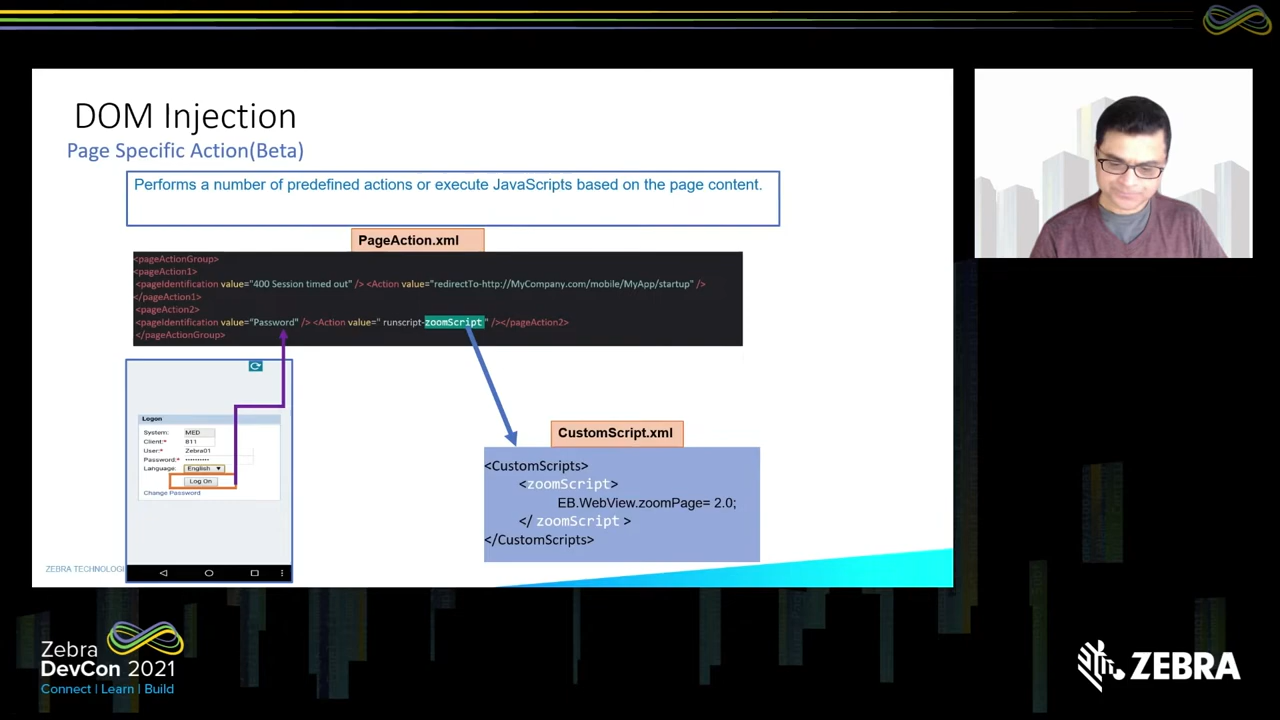 DOM Injection
Page Specific Action(Beta)
Performs a number of predefined actions or execute JavaScripts based on the page content.
PageAction.xml
<pageActionGroup>
<pageAction1>
<pageIdentification value="400 Session timed out" /> <Action value="redirectTo-http://MyCompany.com/mobile/MyApp/startup" />
</pageAction1>
<pageAction2>
<pageIdentification value="Password" /> <Action value=" runscript-zoomScript" /></pageAction2>
</pageActionGroup>
Logon
System: MED
Client:* 811
User:* Zebra01
Password:* ••••••••••
Language: English
Log On
Change Password
CustomScript.xml
<CustomScripts>
<zoomScript>
EB.WebView.zoomPage= 2.0;
</ zoomScript >
</CustomScripts>
ZEBRA TECHNOLOGI
Zebra
DevCon 2021
Connect | Learn | Build
ZEBRA